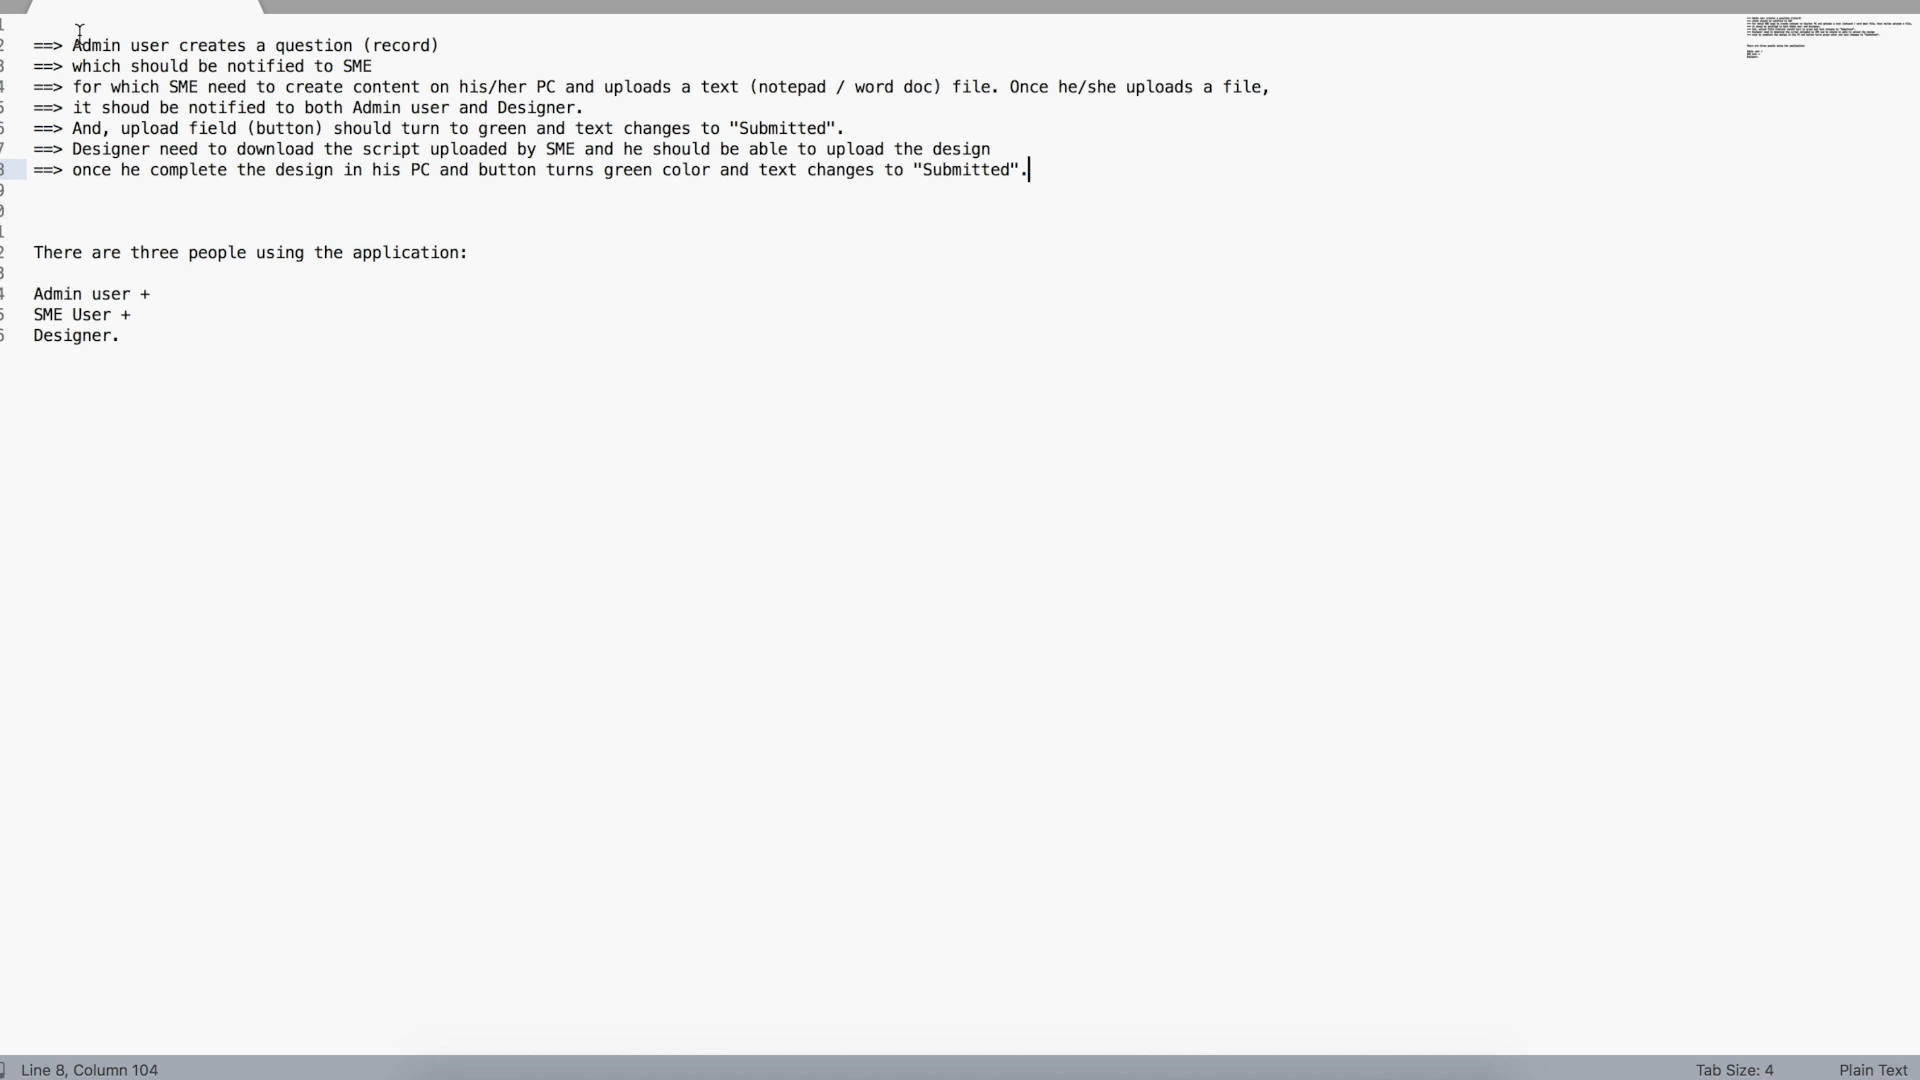 ==> Admin user creates a question (record)
==> which should be notified to SME
==> for which SME need to create content on his/her PC and uploads a text (notepad / word doc) file. Once he/she uploads a file,
==> it shoud be notified to both Admin user and Designer.
==> And, upload field (button) should turn to green and text changes to "Submitted".
==> Designer need to download the script uploaded by SME and he should be able to upload the design
==> once he complete the design in his PC and button turns green color and text changes to "Submitted".
There are three people using the application:
Admin user +
SME User +
Designer.
Line 8, Column 104
Tab Size: 4
Plain Text